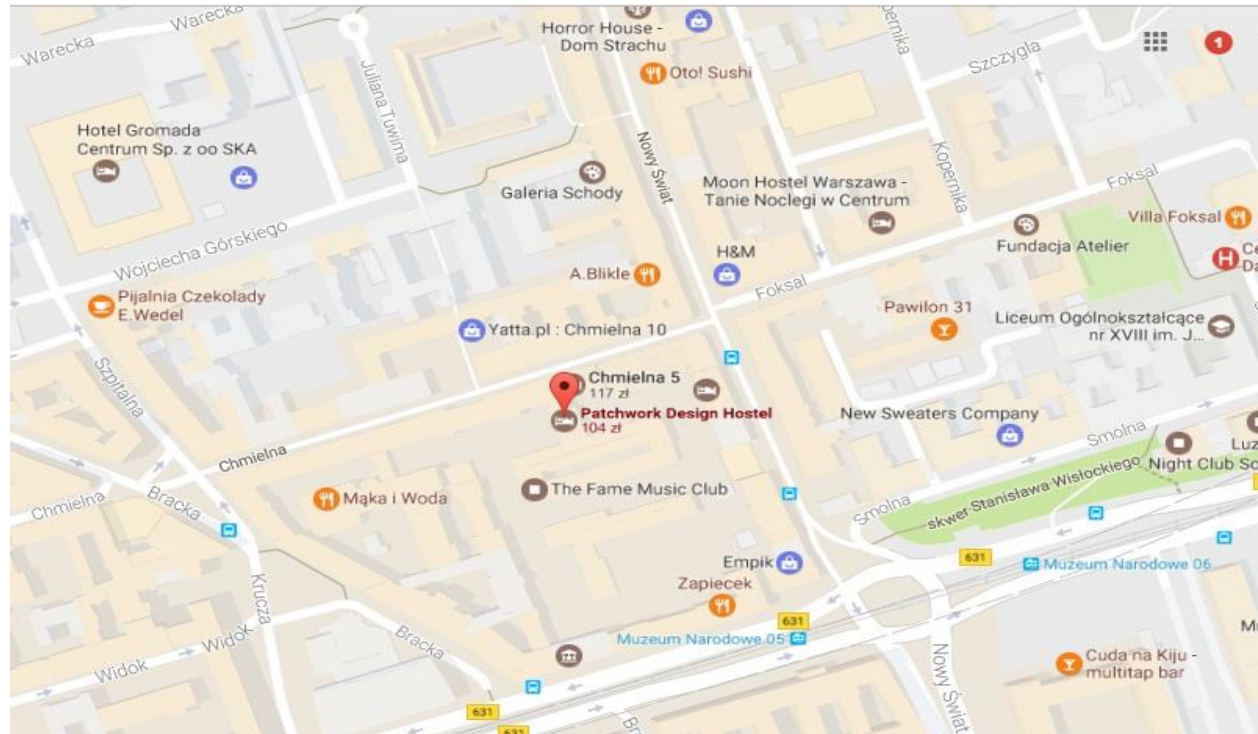 Warecka
Warecka
Horror House -
Dom Strachu
Kopernika
Szczygla
1
Oto! Sushi
Juliana Tuwima
Hotel Gromada
Centrum Sp. z oo SKA
Nowy Świat
Kopernika
Galeria Schody
Moon Hostel Warszawa -
Tanie Noclegi w Centrum
Foksal
Villa Foksal
Wojciecha Górskiego
Fundacja Atelier
H
H&M
A.Blikle
Foksal
Pijalnia Czekolady
E.Wedel
Pawilon 31
Liceum Ogólnokształcące
nr XVIII im. J...
Yatta.pl : Chmielna 10
Szpitalna
Chmielna 5
117 zł
Patchwork Design Hostel
104 zł
New Sweaters Company
Smolna
Chmielna
Night Club
skwer Stanisława Wisłockiego
Mąka i Woda
The Fame Music Club
Chmielna
Bracka
Smolna
631
Empik
Muzeum Narodowe 06
Zapiecek
Krucza
631
Widok
Bracka
Muzeum Narodowe 05
Widok
Nowy Świat
Cuda na Kiju -
multitap bar
631
631